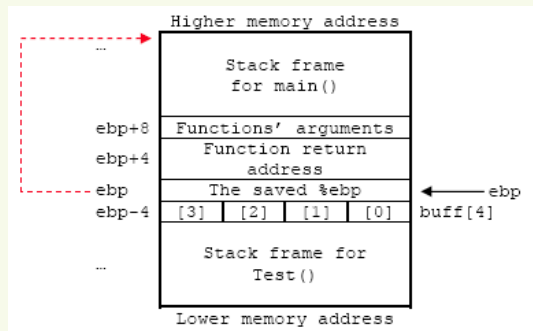 Higher memory address
…
Stack frame
for main()
ebp+8 Functions' arguments
ebp+4 Function return
address
ebp The saved %ebp ebp
ebp-4 [3] [2] [1] [0] buff[4]
… Stack frame for
Test()
Lower memory address